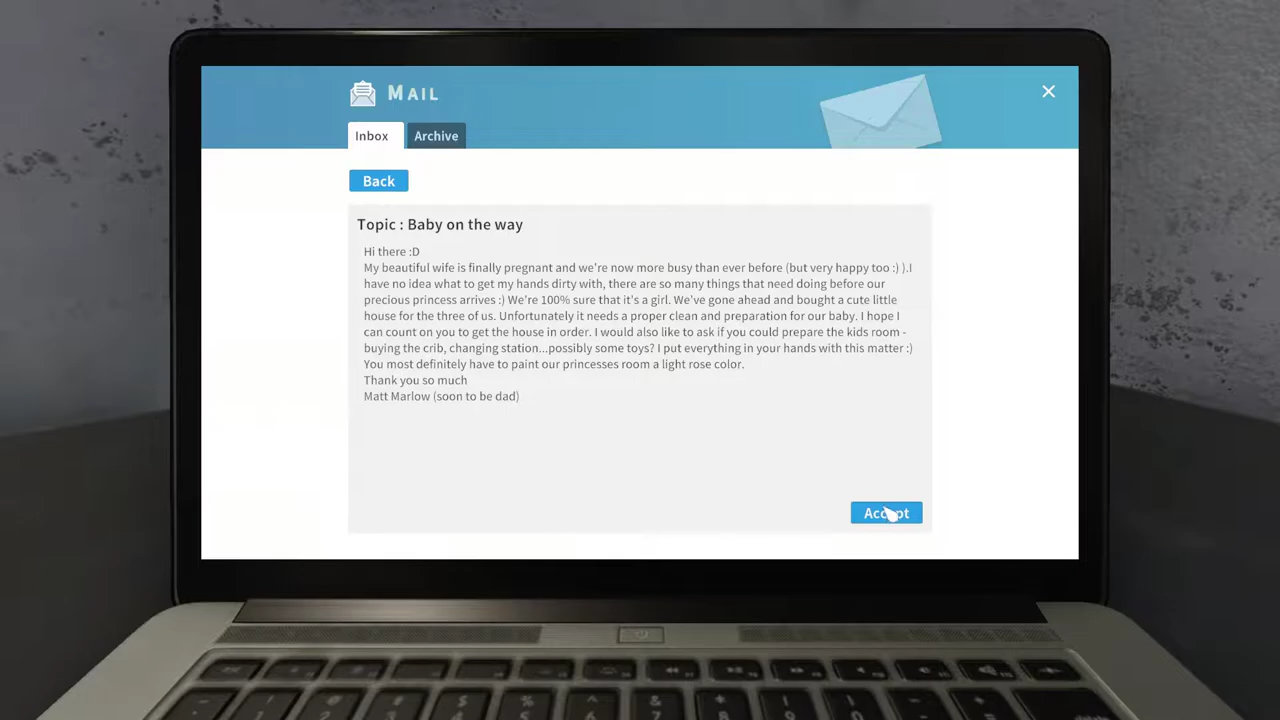 MAIL
Inbox
Archive
Back
Topic : Baby on the way
Hi there :D
My beautiful wife is finally pregnant and we're now more busy than ever before (but very happy too :) ).I
have no idea what to get my hands dirty with, there are so many things that need doing before our
precious princess arrives :) We're 100% sure that it's a girl. We've gone ahead and bought a cute little
house for the three of us. Unfortunately it needs a proper clean and preparation for our baby. I hope I
can count on you to get the house in order. I would also like to ask if you could prepare the kids room -
buying the crib, changing station...possibly some toys? I put everything in your hands with this matter :)
You most definitely have to paint our princesses room a light rose color.
Thank you so much
Matt Marlow (soon to be dad)
Accept